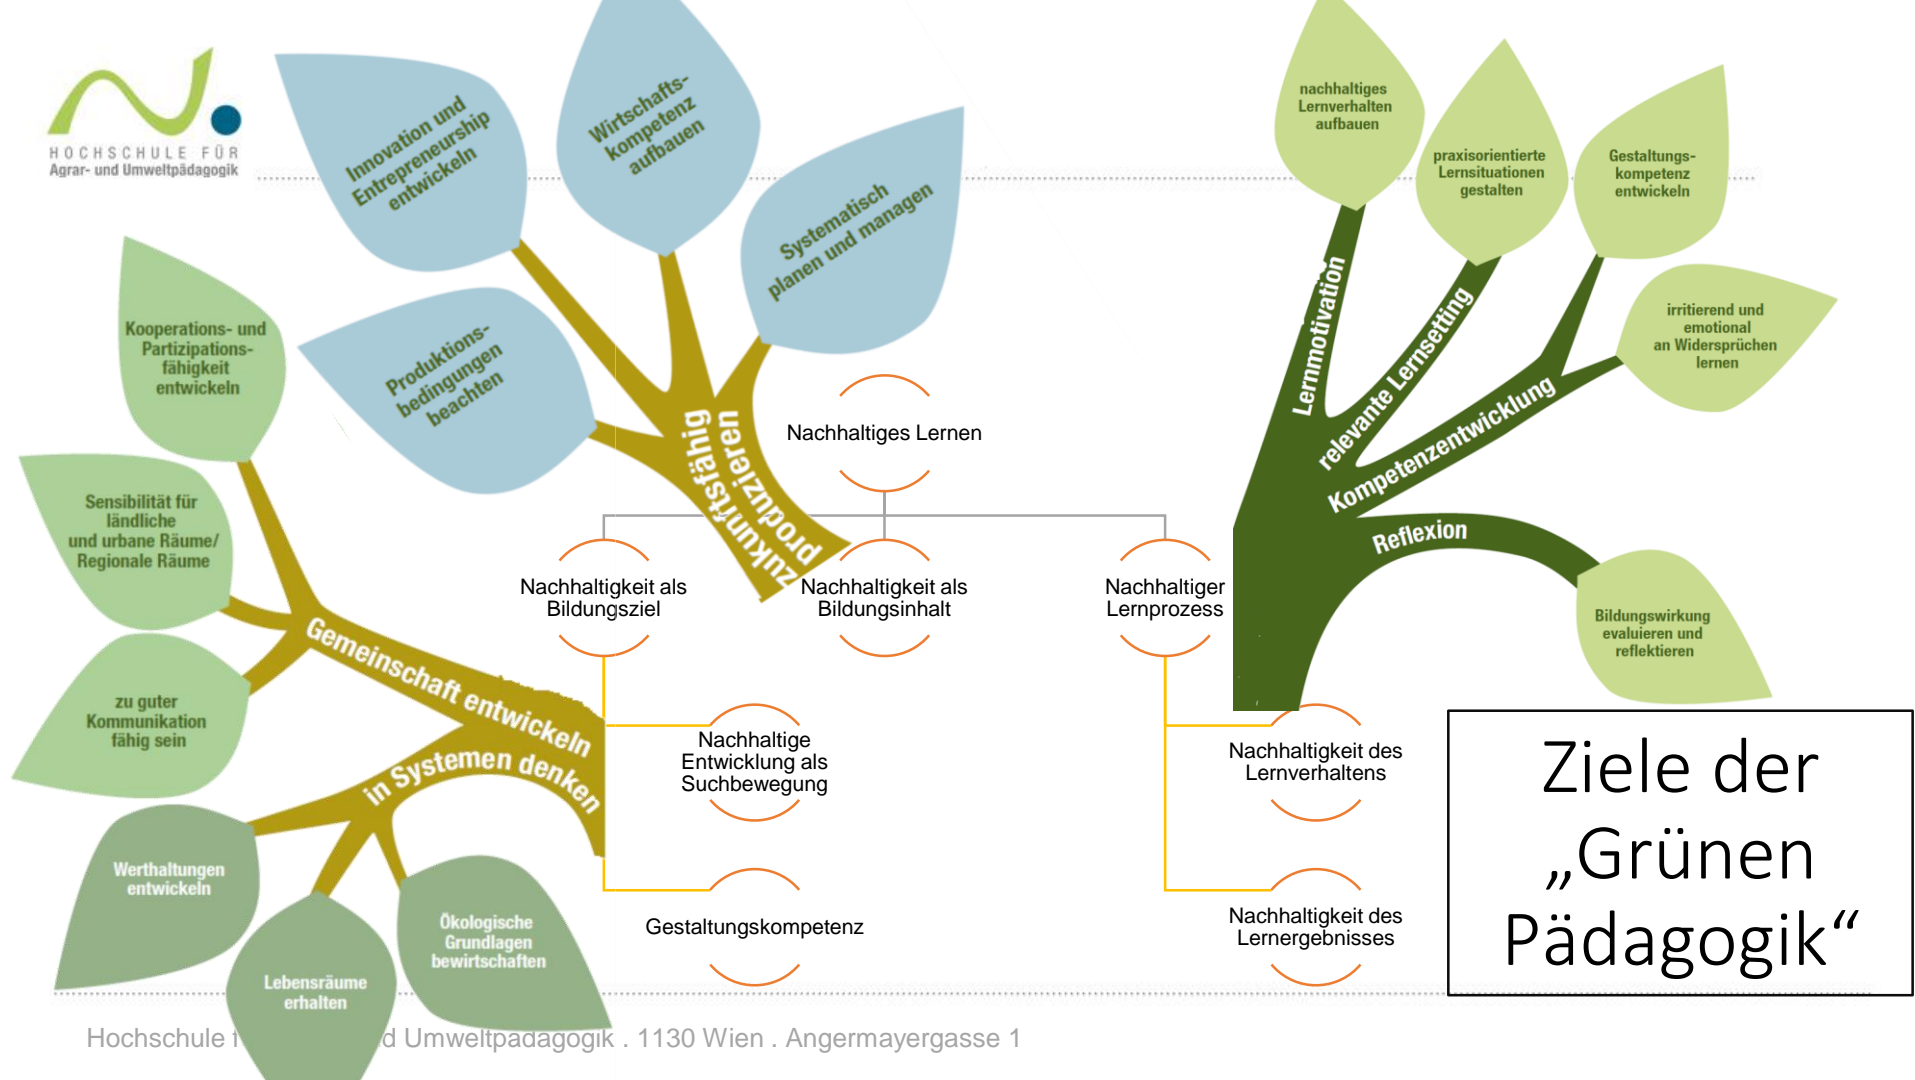 HOCHSCHULE FÜR
Agrar- und Umweltpädagogik
Innovation und
Entrepreneurship
entwickeln
Wirtschafts-
kompetenz
aufbauen
Systematisch
planen und managen
Produktions-
bedingungen
beachten
zukunftsfähig
produzieren
Kooperations- und
Partizipations-
fähigkeit
entwickeln
Sensibilität für
ländliche
und urbane Räume/
Regionale Räume
zu guter
Kommunikation
fähig sein
Gemeinschaft entwickeln
in Systemen denken
Werthaltungen
entwickeln
Lebensräume
erhalten
Ökologische
Grundlagen
bewirtschaften
Nachhaltiges Lernen
Nachhaltigkeit als
Bildungsziel
Nachhaltigkeit als
Bildungsinhalt
Nachhaltiger
Lernprozess
Nachhaltige
Entwicklung als
Suchbewegung
Gestaltungskompetenz
Nachhaltigkeit des
Lernverhaltens
Nachhaltigkeit des
Lernergebnisses
nachhaltiges
Lernverhalten
aufbauen
praxisorientierte
Lernsituationen
gestalten
Gestaltungs-
kompetenz
entwickeln
irritierend und
emotional
an Widersprüchen
lernen
Lernmotivation
relevante Lernsetting
Kompetenzentwicklung
Reflexion
Bildungswirkung
evaluieren und
reflektieren
Ziele der
„Grünen
Pädagogik“
Hochschule d Umweltpädagogik . 1130 Wien . Angermayergasse 1